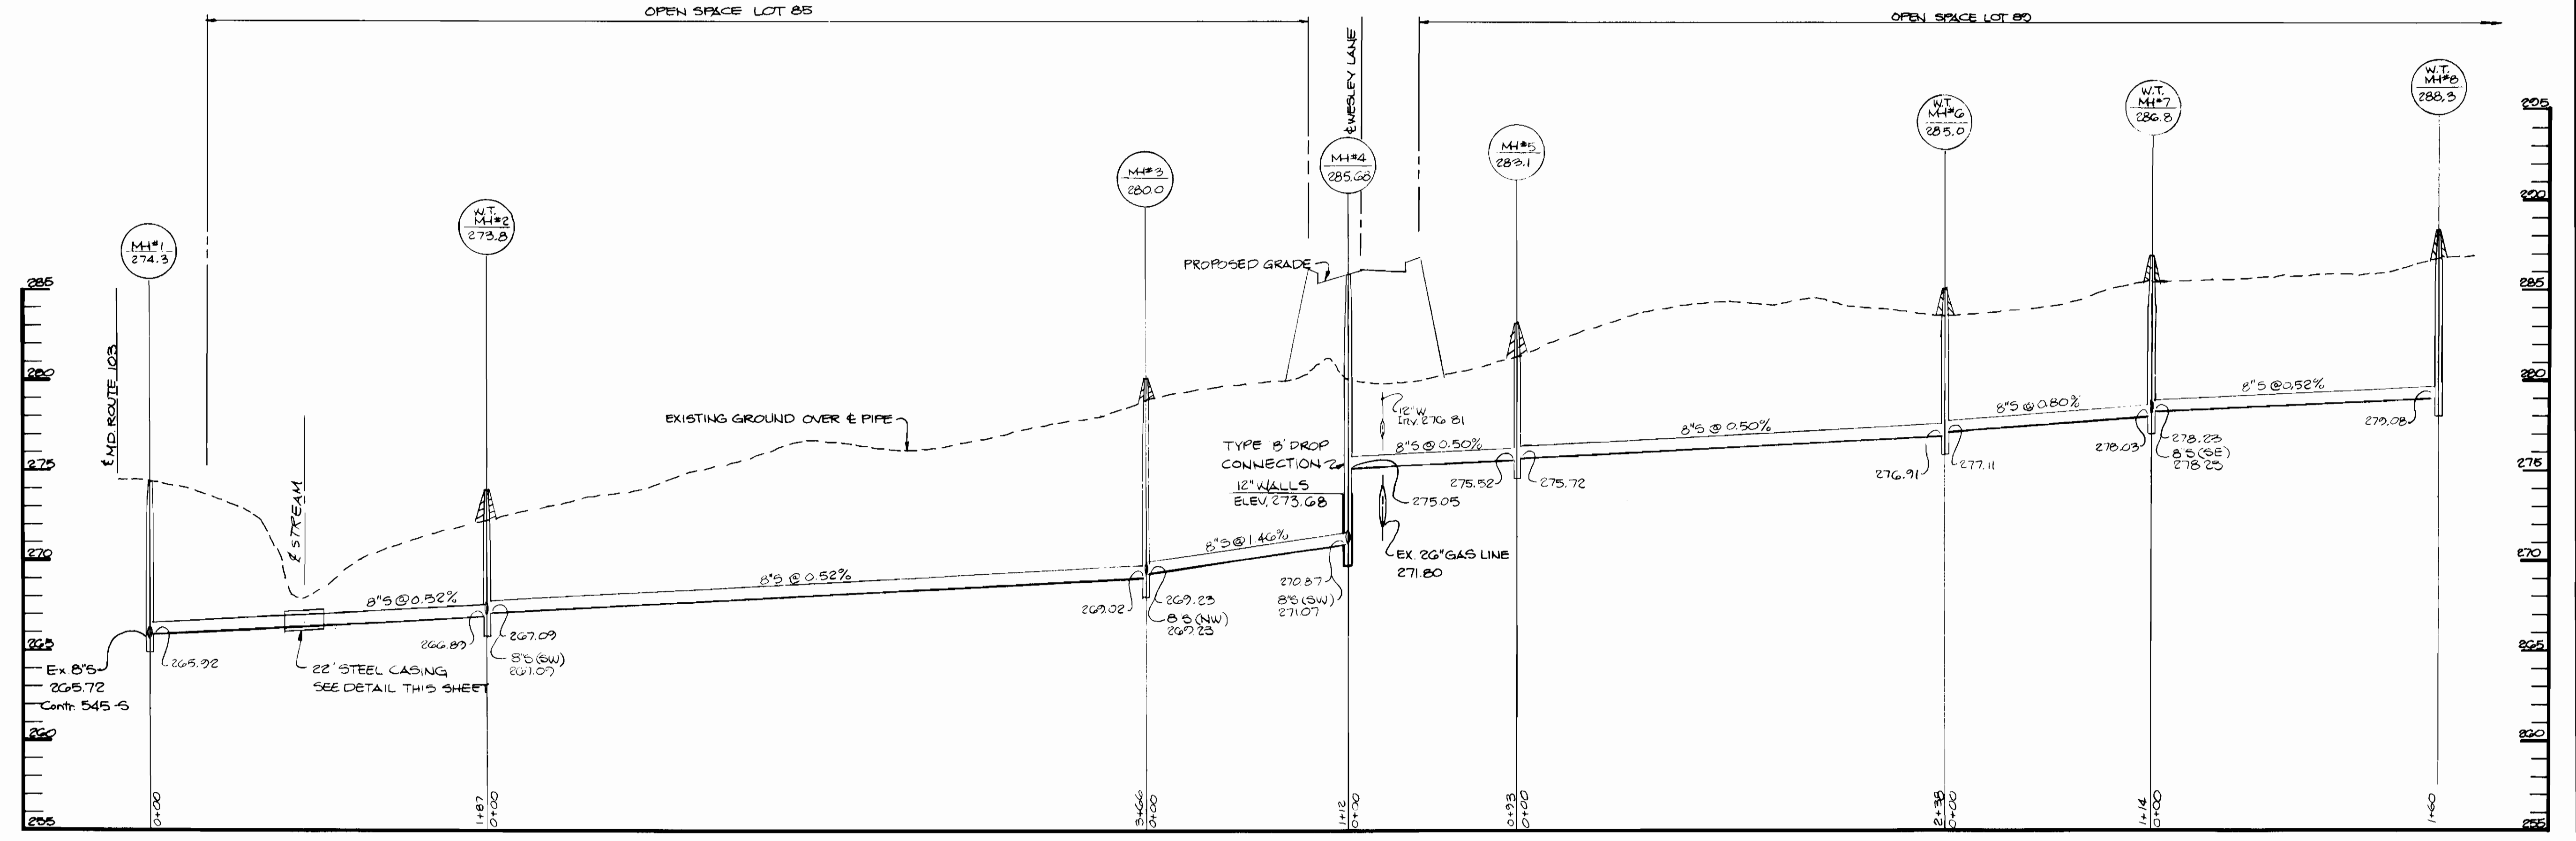 OPEN SPACE LOT 85
OPEN SPACE LOT 89
℄ WESLEY LANE
W.T.
MH#8
288.3
W.T.
MH#7
286.8
W.T.
MH#6
285.0
MH#5
283.1
MH#4
285.68
MH#3
280.0
W.T.
MH#2
273.8
MH#1
274.3
295
290
285
280
275
270
265
260
255
285
280
275
270
265
260
255
℄ MD. ROUTE 103
℄ STREAM
PROPOSED GRADE
EXISTING GROUND OVER ℄ PIPE
12"W
Inv. 276.81
TYPE 'B' DROP
CONNECTION
12" WALLS
ELEV. 273.68
EX. 26" GAS LINE
271.80
8"S @ 0.52%
8"S @ 0.52%
8"S @ 1.46%
8"S @ 0.50%
8"S @ 0.50%
8"S @ 0.80%
8"S @ 0.52%
Ex. 8"S
265.72
Contr. 545-S
265.92
22' STEEL CASING
SEE DETAIL THIS SHEET
266.89
267.09
8"S (SW)
267.09
269.02
269.23
8"S (NW)
269.23
270.87
8"S (SW)
271.07
275.05
275.52
275.72
276.91
277.11
278.03
278.23
8"S (SE)
278.23
279.08
0+00
1+87
0+00
3+66
0+00
1+12
0+00
0+93
0+00
2+38
0+00
1+14
0+00
1+60